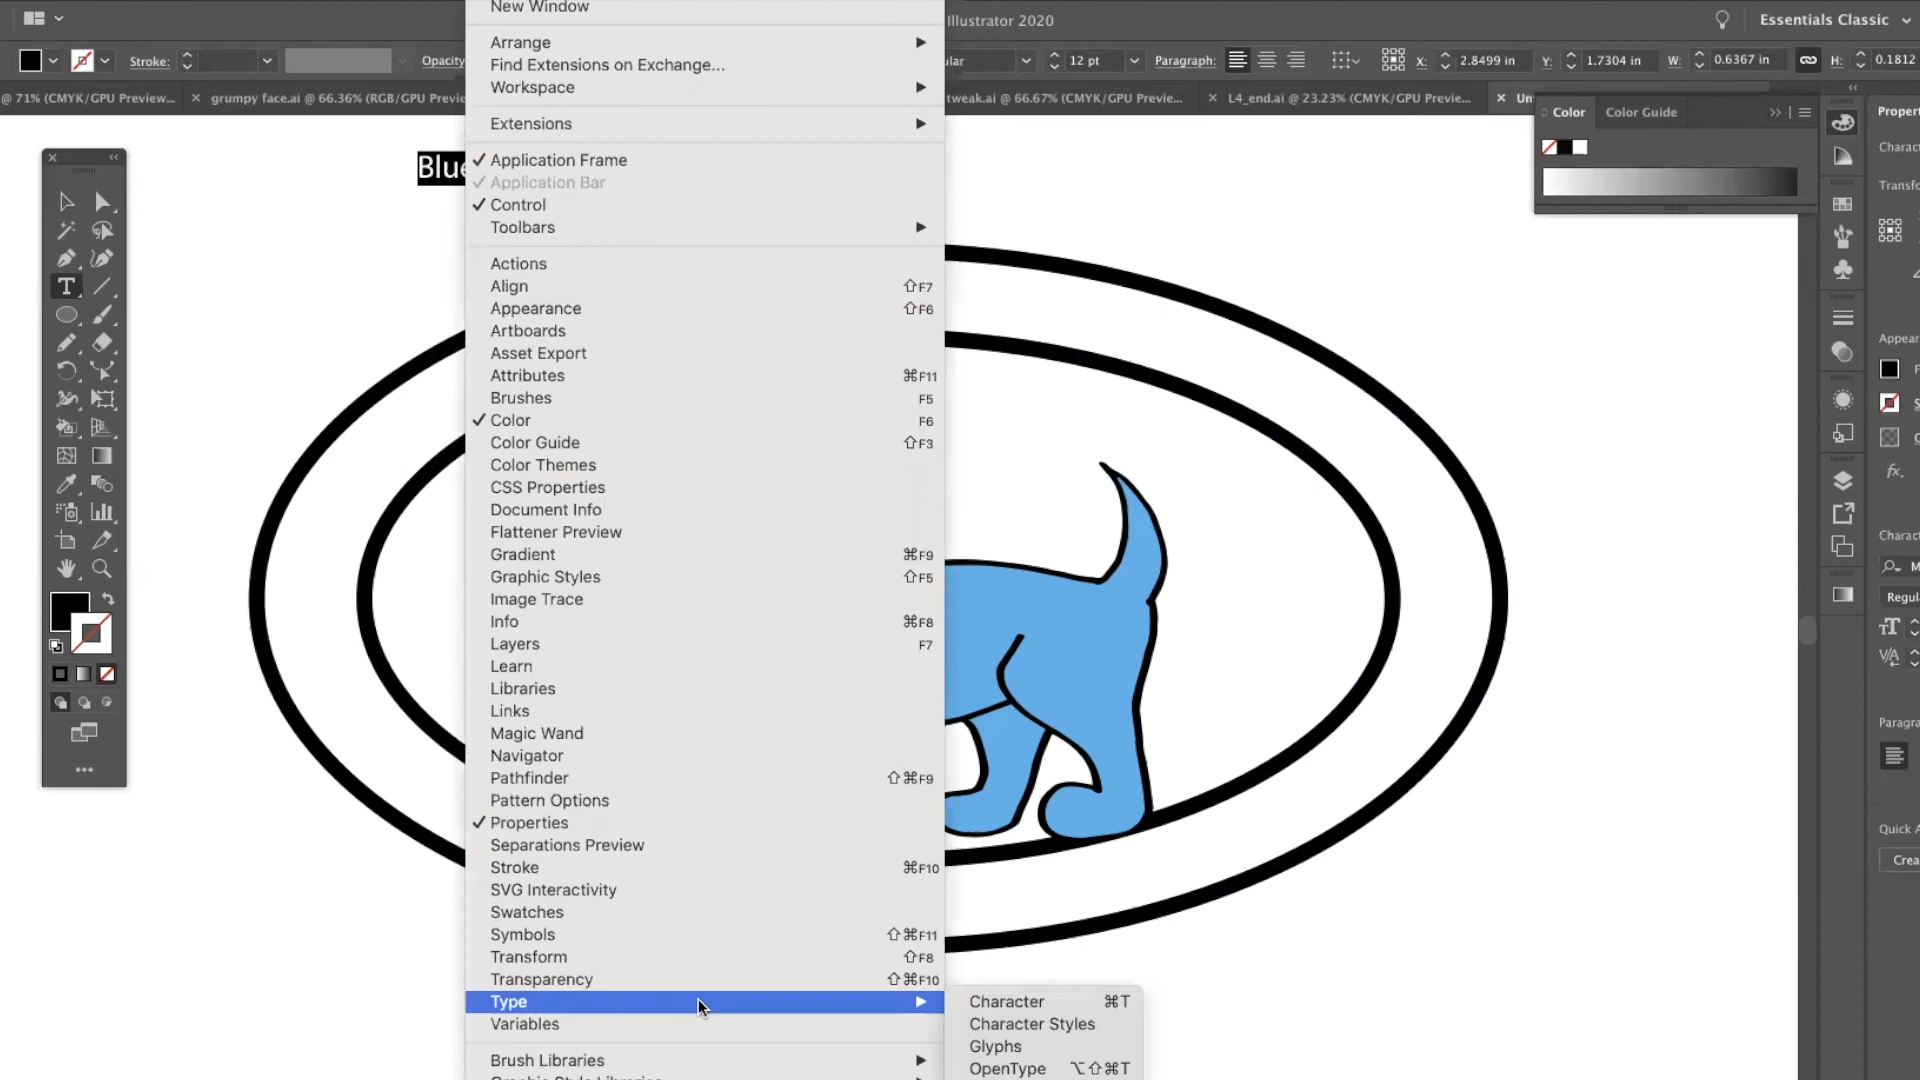 New Window
Illustrator 2020
Essentials Classic
Arrange
Find Extensions on Exchange...
Workspace
Stroke:
Opacity
ular
12 pt
Paragraph:
X:
2.8499 in
Y:
1.7304 in
W:
0.6367 in
H:
0.1812
@ 71% (CMYK/GPU Preview...
grumpy face.ai @ 66.36% (RGB/GPU Previe
tweak.ai @ 66.67% (CMYK/GPU Previe...
L4_end.ai @ 23.23% (CMYK/GPU Previe...
Un
Color
Color Guide
Propert
Charac
Transfo
Blue
Extensions
Application Frame
Application Bar
Control
Toolbars
Actions
Align ⇧F7
Appearance ⇧F6
Artboards
Asset Export
Attributes ⌘F11
Brushes F5
Color F6
Color Guide ⇧F3
Color Themes
CSS Properties
Document Info
Flattener Preview
Gradient ⌘F9
Graphic Styles ⇧F5
Image Trace
Info ⌘F8
Layers F7
Learn
Libraries
Links
Magic Wand
Navigator
Pathfinder ⇧⌘F9
Pattern Options
Properties
Separations Preview
Stroke ⌘F10
SVG Interactivity
Swatches
Symbols ⇧⌘F11
Transform ⇧F8
Transparency ⇧⌘F10
Type
Variables
Brush Libraries
Character ⌘T
Character Styles
Glyphs
OpenType ⌥⇧⌘T
Appear
F
S
O
fx.
Charac
M
Regul
Paragra
Quick A
Crea